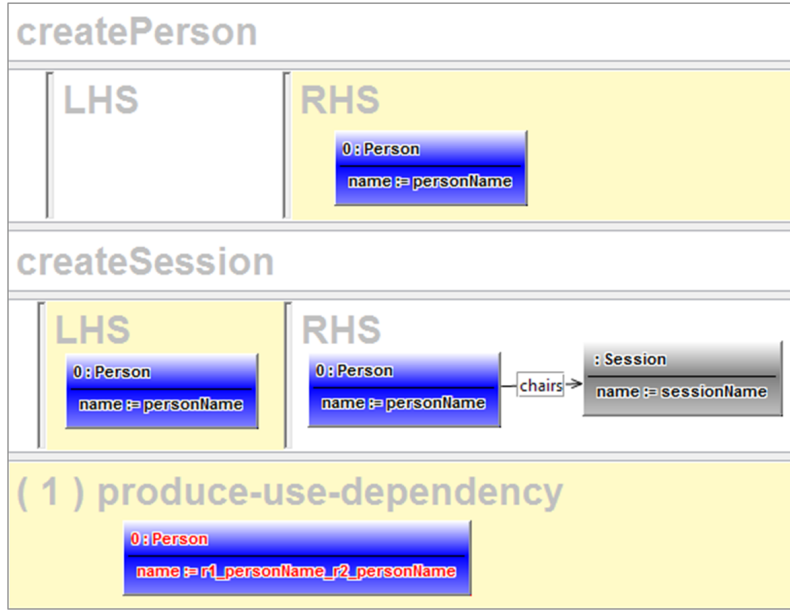 createPerson
LHS
RHS
0 : Person
name := personName
createSession
LHS
RHS
0 : Person
name := personName
0 : Person
name := personName
chairs
: Session
name := sessionName
( 1 ) produce-use-dependency
0 : Person
name := r1_personName_r2_personName